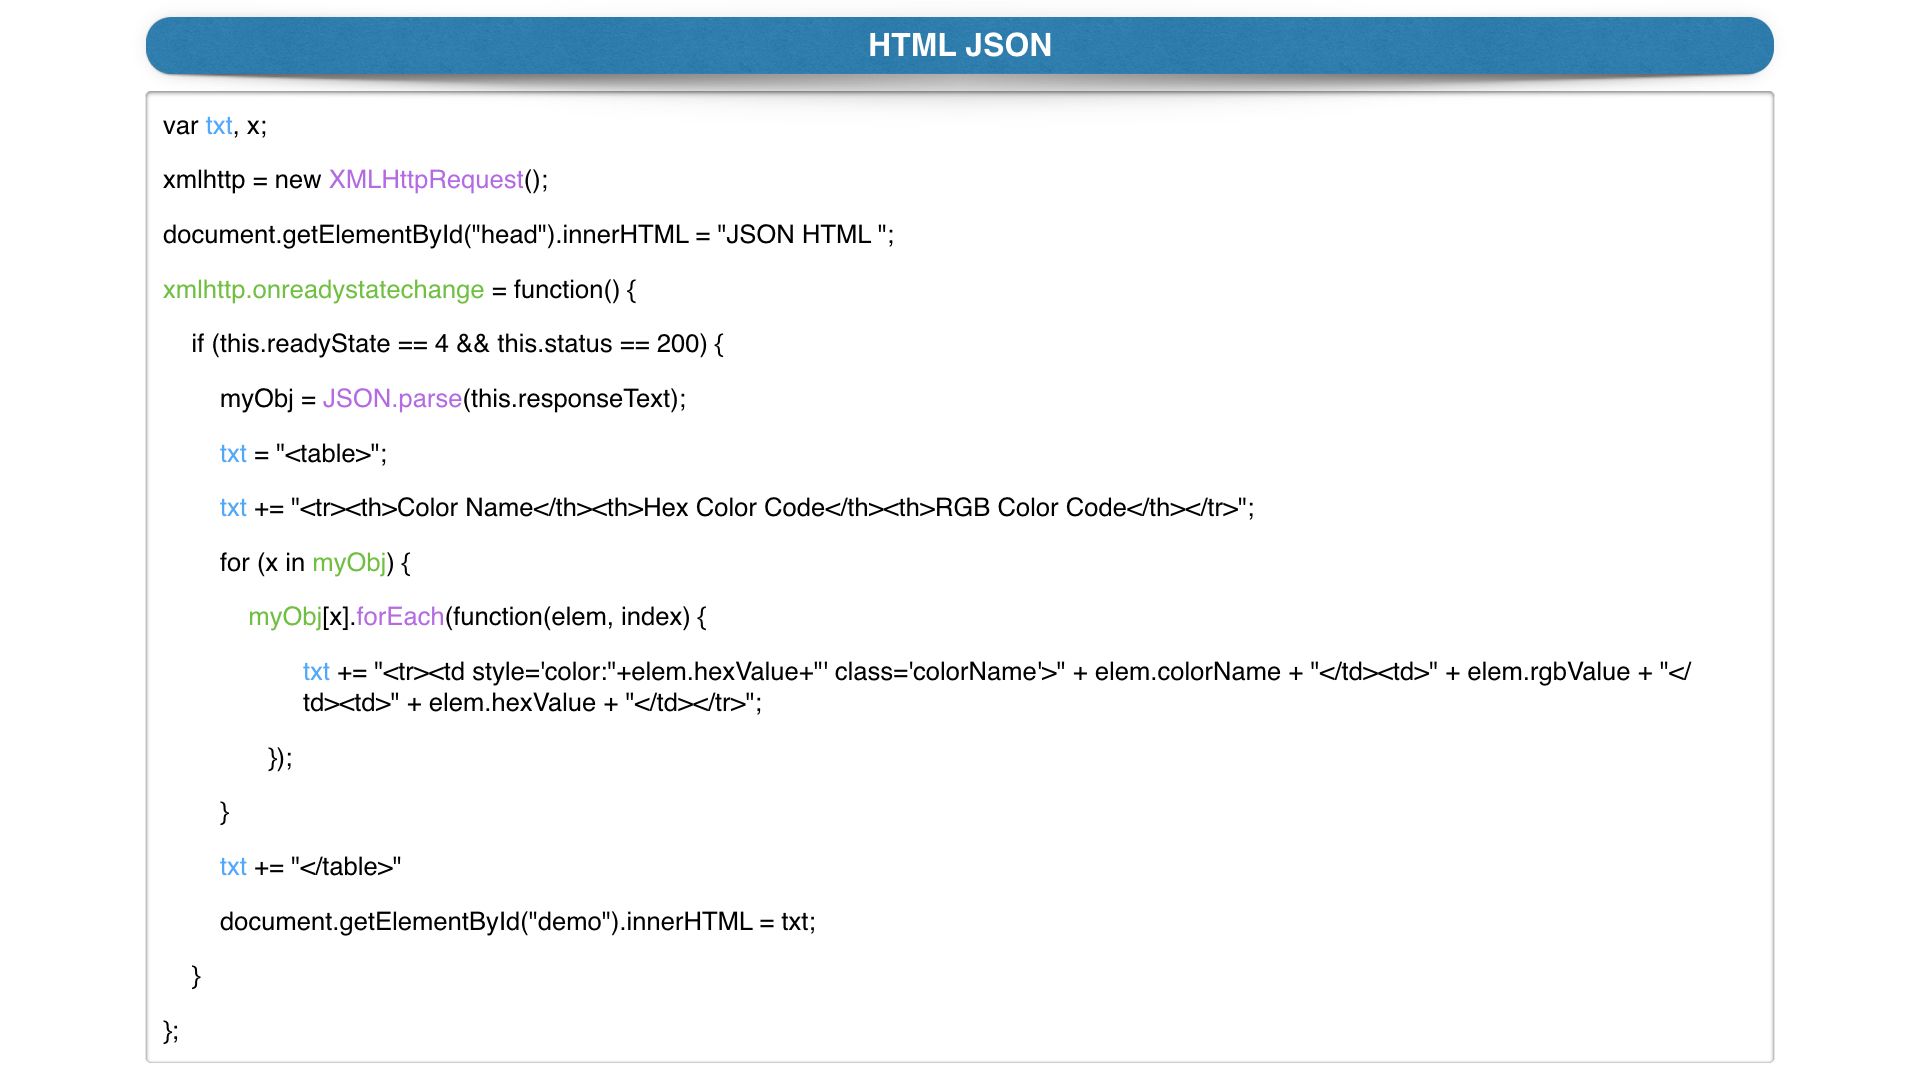 HTML JSON
var txt, x;
xmlhttp = new XMLHttpRequest();
document.getElementById("head").innerHTML = "JSON HTML ";
xmlhttp.onreadystatechange = function() {
if (this.readyState == 4 && this.status == 200) {
myObj = JSON.parse(this.responseText);
txt = "<table>";
txt += "<tr><th>Color Name</th><th>Hex Color Code</th><th>RGB Color Code</th></tr>";
for (x in myObj) {
myObj[x].forEach(function(elem, index) {
txt += "<tr><td style='color:"+elem.hexValue+"' class='colorName'>" + elem.colorName + "</td><td>" + elem.rgbValue + "</
td><td>" + elem.hexValue + "</td></tr>";
});
}
txt += "</table>"
document.getElementById("demo").innerHTML = txt;
}
};